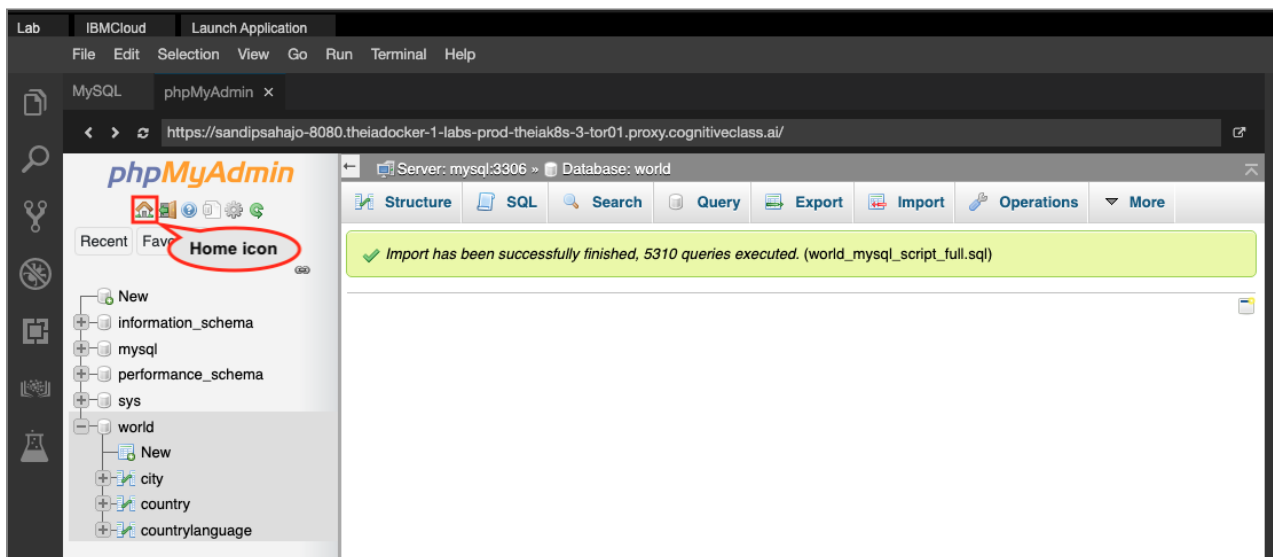 Lab IBMCloud Launch Application
File Edit Selection View Go Run Terminal Help
MySQL phpMyAdmin ×
https://sandipsahajo-8080.theiadocker-1-labs-prod-theiak8s-3-tor01.proxy.cognitiveclass.ai/
phpMyAdmin
Recent Favo
Home icon
New
information_schema
mysql
performance_schema
sys
world
New
city
country
countrylanguage
Server: mysql:3306 » Database: world
Structure SQL Search Query Export Import Operations More
Import has been successfully finished, 5310 queries executed. (world_mysql_script_full.sql)